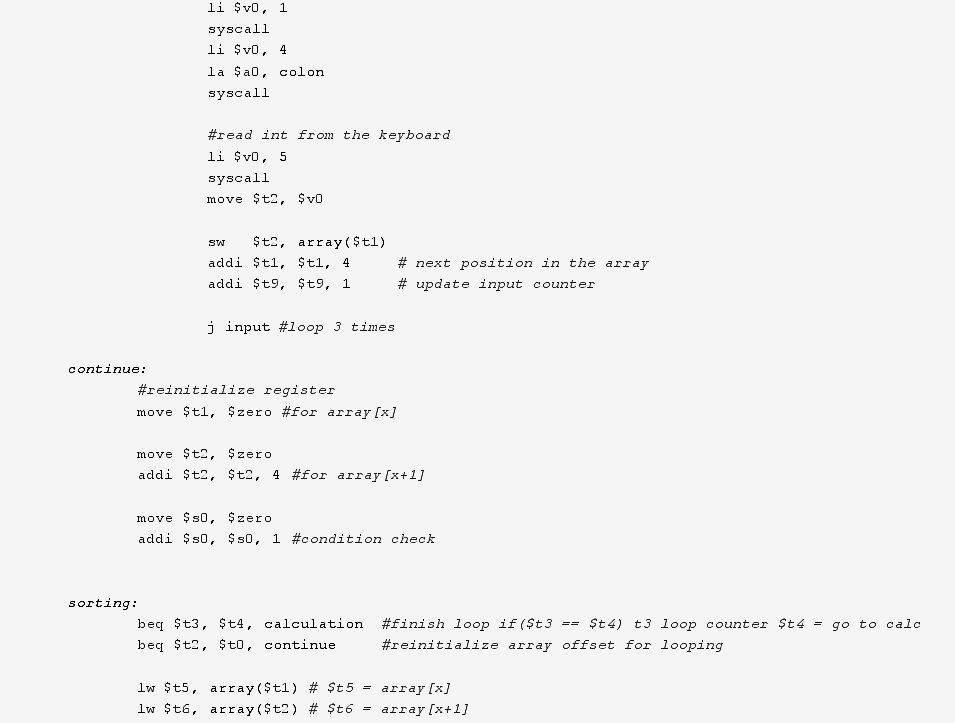 li $v0, 1
syscall
li $v0, 4
la $a0, colon
syscall
#read int from the keyboard
li $v0, 5
syscall
move $t2, $v0
sw $t2, array($t1)
addi $t1, $t1, 4 # next position in the array
addi $t9, $t9, 1 # update input counter
j input #loop 3 times
continue:
#reinitialize register
move $t1, $zero #for array[x]
move $t2, $zero
addi $t2, $t2, 4 #for array[x+1]
move $s0, $zero
addi $s0, $s0, 1 #condition check
sorting:
beq $t3, $t4, calculation #finish loop if($t3 == $t4) t3 loop counter $t4 = go to calc
beq $t2, $t0, continue #reinitialize array offset for looping
lw $t5, array($t1) # $t5 = array[x]
lw $t6, array($t2) # $t6 = array[x+1]